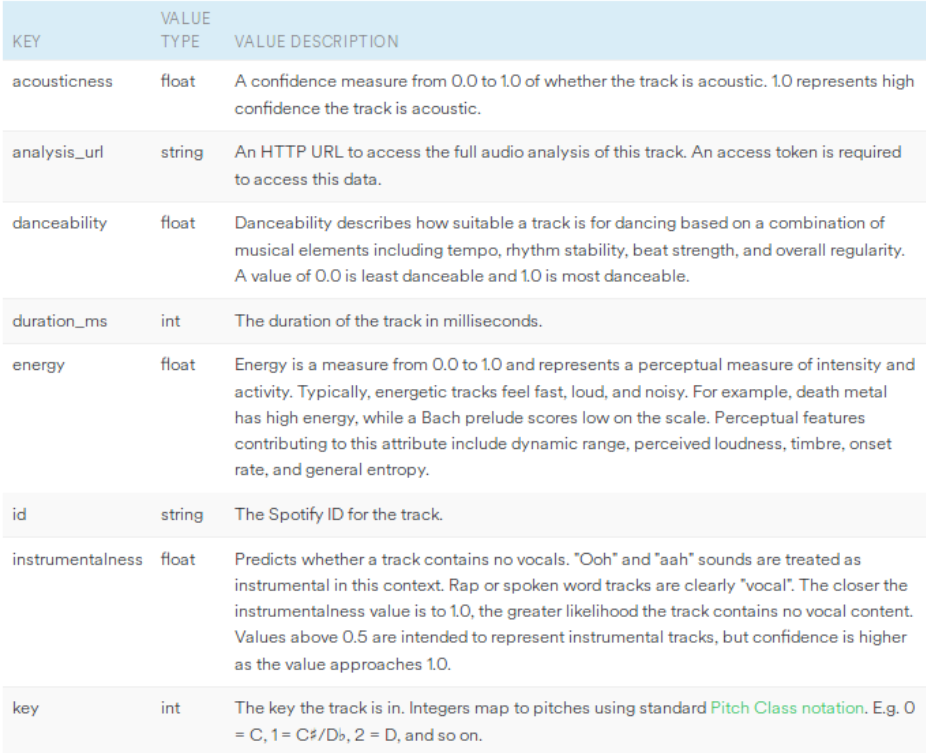 KEY VALUE TYPE VALUE DESCRIPTION
acousticness float A confidence measure from 0.0 to 1.0 of whether the track is acoustic. 1.0 represents high
confidence the track is acoustic.
analysis_url string An HTTP URL to access the full audio analysis of this track. An access token is required
to access this data.
danceability float Danceability describes how suitable a track is for dancing based on a combination of
musical elements including tempo, rhythm stability, beat strength, and overall regularity.
A value of 0.0 is least danceable and 1.0 is most danceable.
duration_ms int The duration of the track in milliseconds.
energy float Energy is a measure from 0.0 to 1.0 and represents a perceptual measure of intensity and
activity. Typically, energetic tracks feel fast, loud, and noisy. For example, death metal
has high energy, while a Bach prelude scores low on the scale. Perceptual features
contributing to this attribute include dynamic range, perceived loudness, timbre, onset
rate, and general entropy.
id string The Spotify ID for the track.
instrumentalness float Predicts whether a track contains no vocals. "Ooh" and "aah" sounds are treated as
instrumental in this context. Rap or spoken word tracks are clearly "vocal". The closer the
instrumentalness value is to 1.0, the greater likelihood the track contains no vocal content.
Values above 0.5 are intended to represent instrumental tracks, but confidence is higher
as the value approaches 1.0.
key int The key the track is in. Integers map to pitches using standard Pitch Class notation. E.g. 0
= C, 1 = C♯/D♭, 2 = D, and so on.